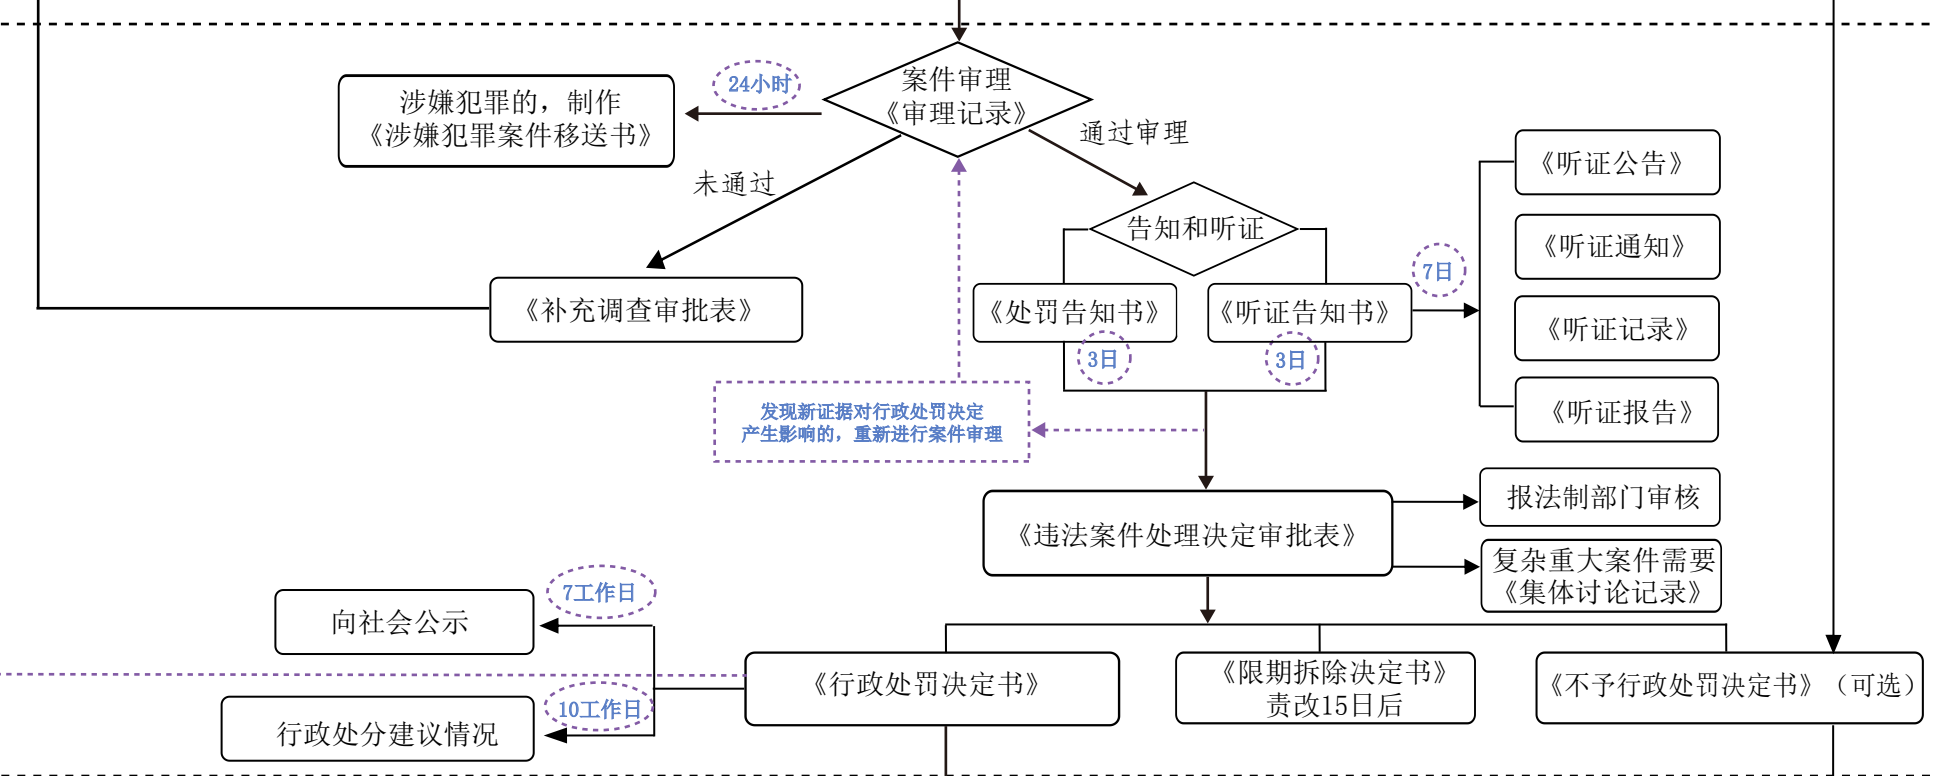 案件审理
《审理记录》
24小时
涉嫌犯罪的，制作
《涉嫌犯罪案件移送书》
通过审理
未通过
《听证公告》
告知和听证
《听证通知》
7日
《补充调查审批表》
《处罚告知书》
《听证告知书》
《听证记录》
3日
3日
发现新证据对行政处罚决定
产生影响的，重新进行案件审理
《听证报告》
报法制部门审核
《违法案件处理决定审批表》
复杂重大案件需要
《集体讨论记录》
7工作日
向社会公示
《行政处罚决定书》
《限期拆除决定书》
责改15日后
《不予行政处罚决定书》（可选）
10工作日
行政处分建议情况